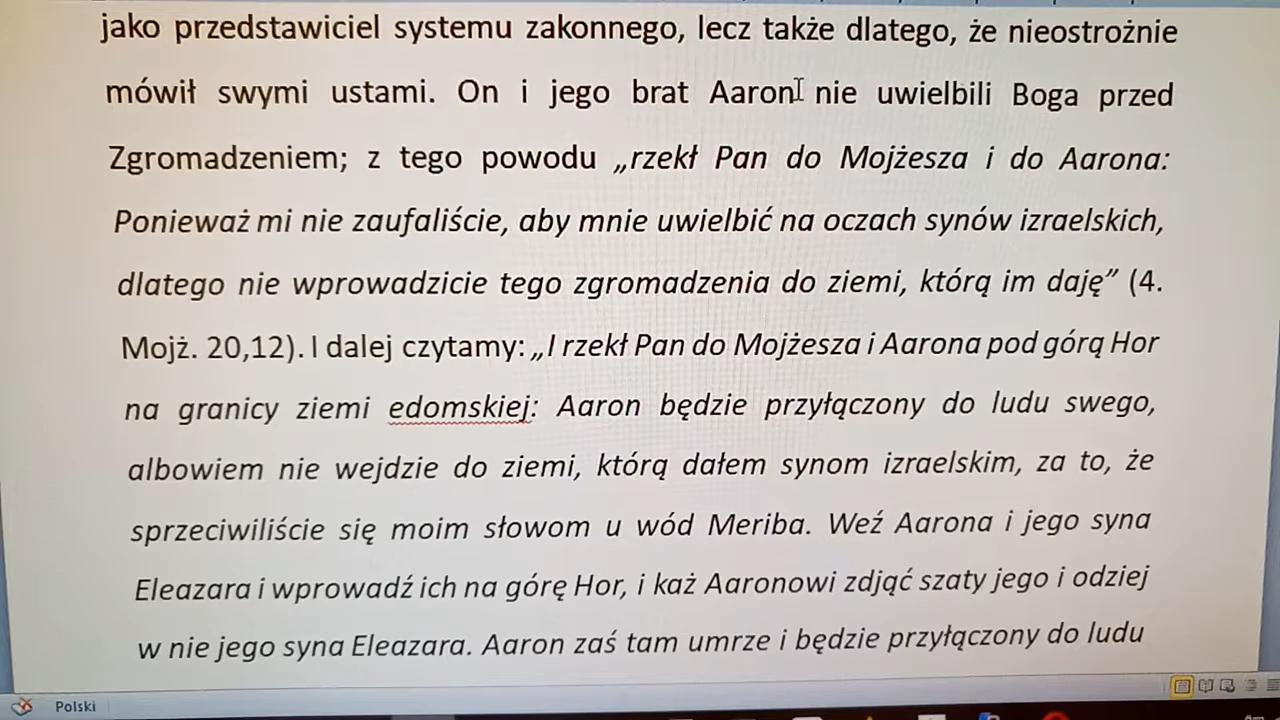 jako przedstawiciel systemu zakonnego, lecz także dlatego, że nieostrożnie
mówił swymi ustami. On i jego brat Aaron nie uwielbili Boga przed
Zgromadzeniem; z tego powodu „rzekł Pan do Mojżesza i do Aarona:
Ponieważ mi nie zaufaliście, aby mnie uwielbić na oczach synów izraelskich,
dlatego nie wprowadzicie tego zgromadzenia do ziemi, którą im daję” (4.
Mojż. 20,12). I dalej czytamy: „I rzekł Pan do Mojżesza i Aarona pod górą Hor
na granicy ziemi edomskiej: Aaron będzie przyłączony do ludu swego,
albowiem nie wejdzie do ziemi, którą dałem synom izraelskim, za to, że
sprzeciwiliście się moim słowom u wód Meriba. Weź Aarona i jego syna
Eleazara i wprowadź ich na górę Hor, i każ Aaronowi zdjąć szaty jego i odziej
w nie jego syna Eleazara. Aaron zaś tam umrze i będzie przyłączony do ludu
Polski